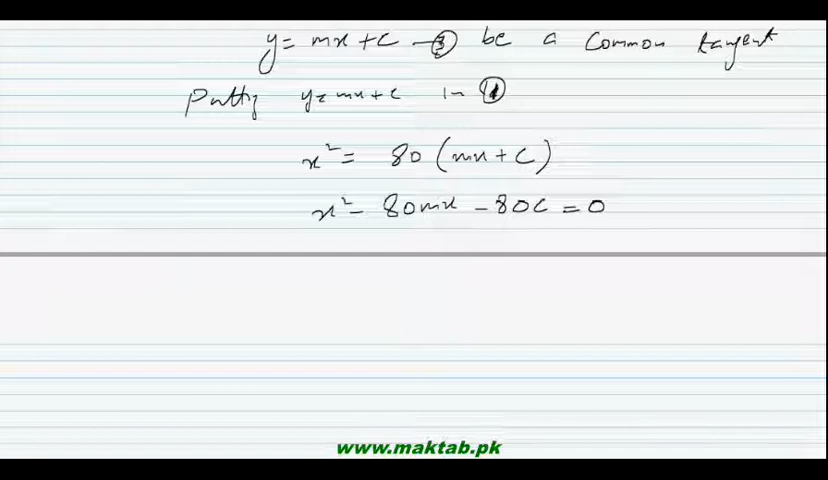 y = mx + c — ③ be a Common tangent
Putting y = mx + c in ①
x² = 80 (mx + c)
x² - 80mx - 80c = 0
www.maktab.pk